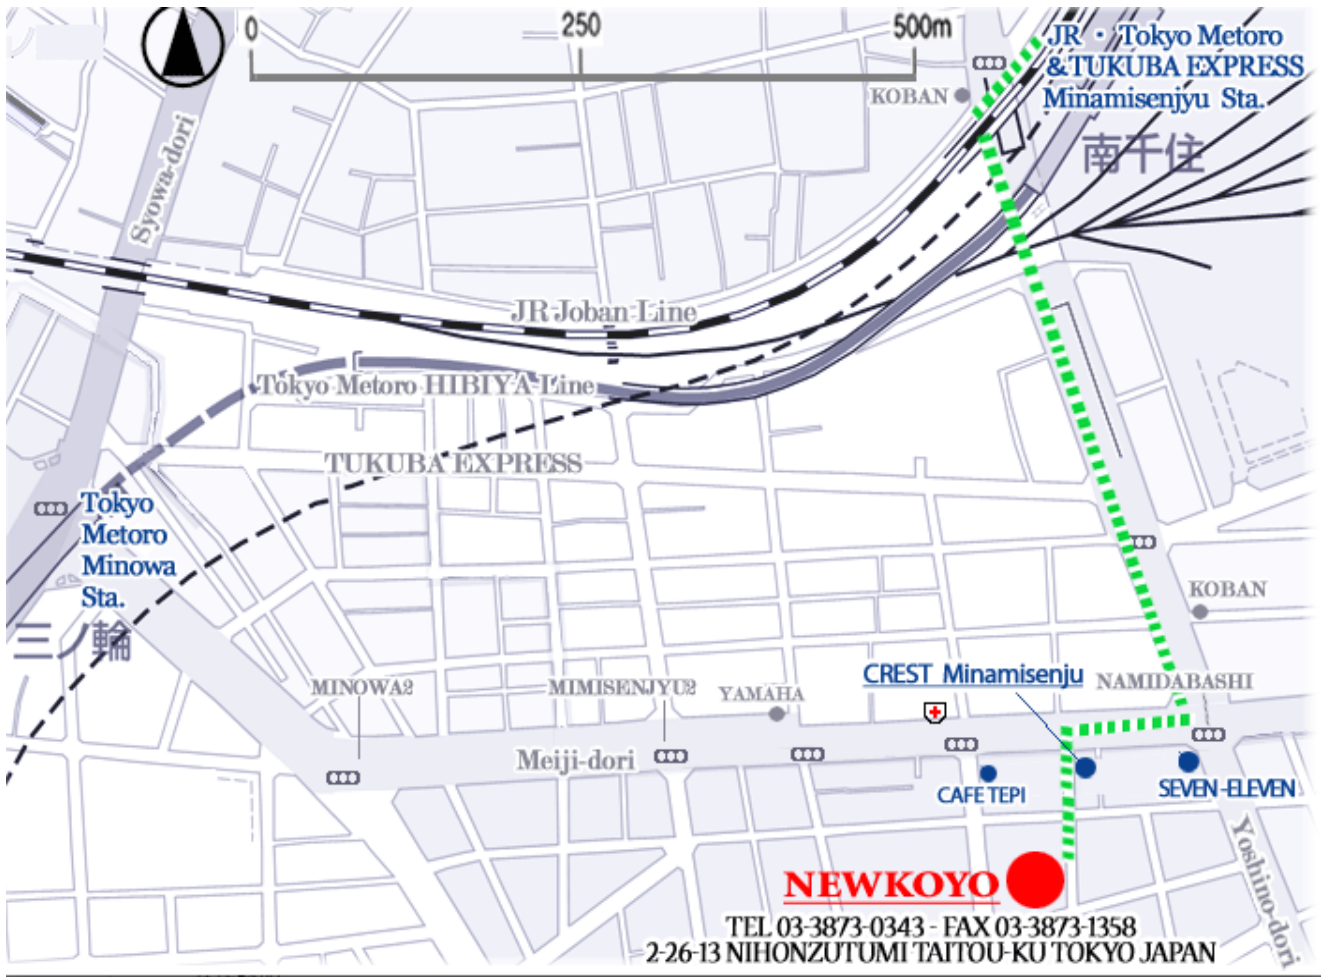 0 250 500m
JR・Tokyo Metoro
&TUKUBA EXPRESS
Minamisenjyu Sta.
KOBAN
南千住
Syowa-dori
JR Joban Line
Tokyo Metoro HIBIYA Line
TUKUBA EXPRESS
Tokyo
Metoro
Minowa
Sta.
三ノ輪
KOBAN
MINOWA2
MIMISENJYU2
YAMAHA
CREST Minamisenju
NAMIDABASHI
Meiji-dori
CAFE TEPI
SEVEN-ELEVEN
Yoshino-dori
NEWKOYO
TEL 03-3873-0343 - FAX 03-3873-1358
2-26-13 NIHONZUTUMI TAITOU-KU TOKYO JAPAN